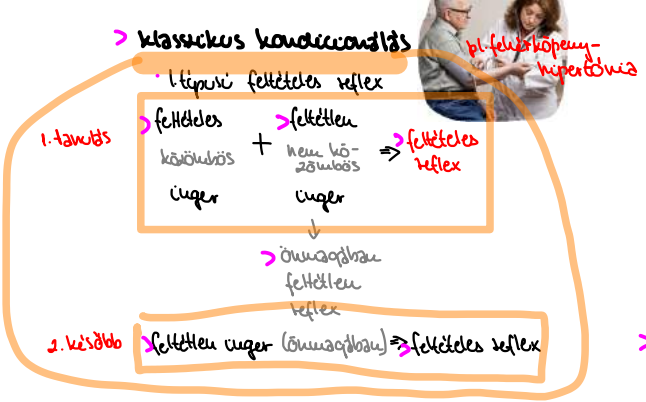 > klasszikus kondicionálás
pl. fehérköpeny-
hipertónia
• I. típusú feltételes reflex
1. tanulás
> feltételes + > feltétlen => > feltételes
közömbös nem kö-
zömbös reflex
inger inger
↓
> önmagában
feltétlen
reflex
2. később > feltétlen inger (önmagában) => > feltételes reflex